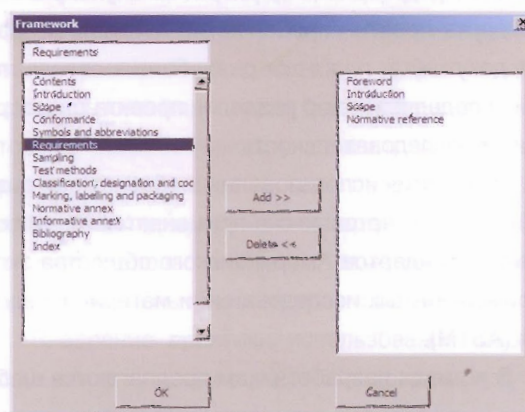 Framework
Requirements
Contents
Introduction
Scope
Conformance
Symbols and abbreviations
Requirements
Sampling
Test methods
Classification, designation and coc
Marking, labelling and packaging
Normative annex
Informative annex
Bibliography
Index
Add >>
Delete <<
Foreword
Introduction
Scope
Normative reference
OK
Cancel